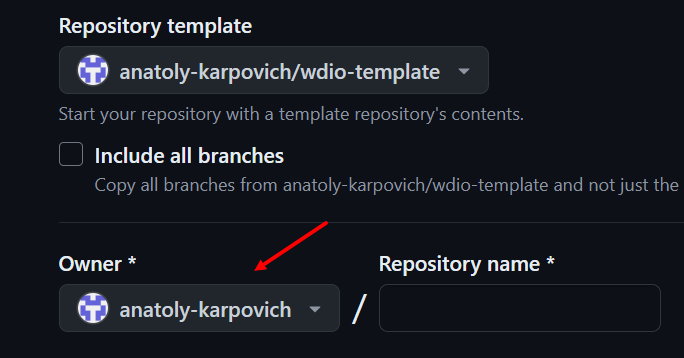 Repository template
anatoly-karpovich/wdio-template
Start your repository with a template repository's contents.
Include all branches
Copy all branches from anatoly-karpovich/wdio-template and not just the
Owner *
Repository name *
anatoly-karpovich
/